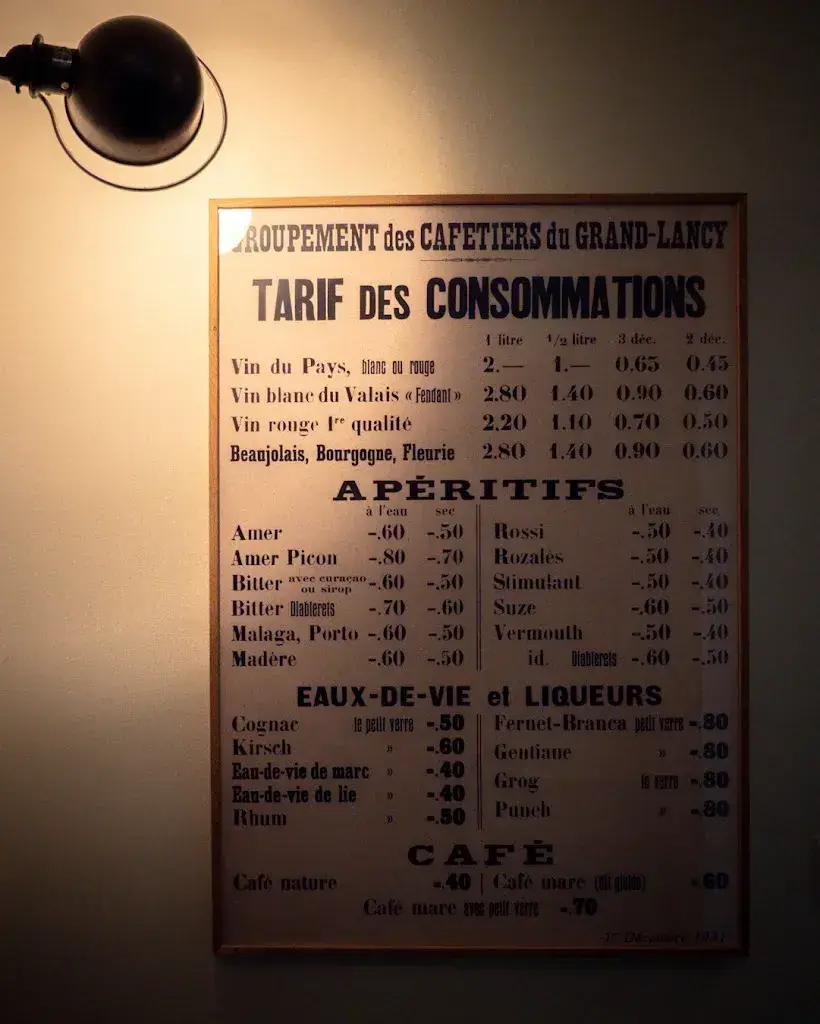 GROUPEMENT des CAFETIERS du GRAND-LANCY
TARIF DES CONSOMMATIONS
1 litre 1/2 litre 3 déc. 2 déc.
Vin du Pays, blanc ou rouge 2.— 1.— 0.65 0.45
Vin blanc du Valais « Fendant » 2.80 1.40 0.90 0.60
Vin rouge 1re qualité 2.20 1.10 0.70 0.50
Beaujolais, Bourgogne, Fleurie 2.80 1.40 0.90 0.60
APÉRITIFS
à l'eau sec à l'eau sec
Amer -.60 -.50 Rossi -.50 -.40
Amer Picon -.80 -.70 Rozalès -.50 -.40
Bitter avec curaçao ou sirop -.60 -.50 Stimulant -.50 -.40
Bitter Diablerets -.70 -.60 Suze -.60 -.50
Malaga, Porto -.60 -.50 Vermouth -.50 -.40
Madère -.60 -.50 id. Diablerets -.60 -.50
EAUX-DE-VIE et LIQUEURS
Cognac le petit verre -.50 Fernet-Branca petit verre -.80
Kirsch » -.60 Gentiane » -.80
Eau-de-vie de marc » -.40 Grog le verre -.80
Eau-de-vie de lie » -.40 Punch » -.80
Rhum » -.50
CAFÉ
Café nature -.40 Café marc (dit gloïdo) -.60
Café marc avec petit verre -.70
1er Décembre